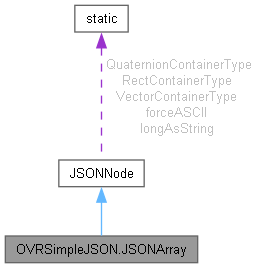 static
QuaternionContainerType
RectContainerType
VectorContainerType
forceASCII
longAsString
JSONNode
OVRSimpleJSON.JSONArray